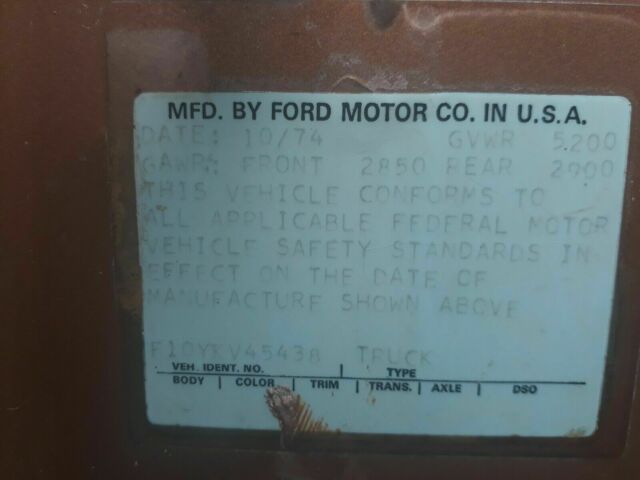 MFD. BY FORD MOTOR CO. IN U.S.A.
DATE: 10/74 GVWR 5200
GAWR: FRONT 2850 REAR 2900
THIS VEHICLE CONFORMS TO
ALL APPLICABLE FEDERAL MOTOR
VEHICLE SAFETY STANDARDS IN
EFFECT ON THE DATE OF
MANUFACTURE SHOWN ABOVE
F10YKV45438 TRUCK
VEH. IDENT. NO. TYPE
BODY COLOR TRIM TRANS. AXLE DSO